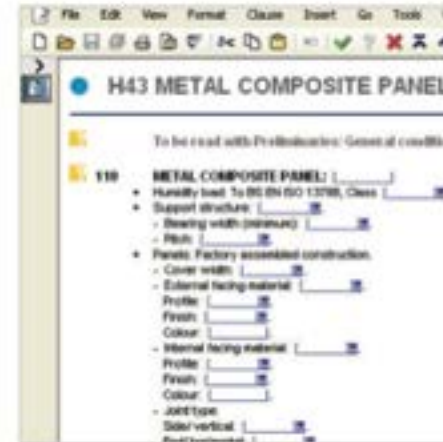 File Edit View Format Clause Insert Go Tools
H43 METAL COMPOSITE PANEL
To be read with Preliminaries/ General conditi
110 METAL COMPOSITE PANEL: [ ]
• Humidity load: To BS EN ISO 13788, Class [ ]
• Support structure: [ ]
- Bearing width (minimum): [ ]
- Pitch: [ ]
• Panels: Factory assembled construction.
- Cover width: [ ]
- External facing material: [ ]
Profile: [ ]
Finish: [ ]
Colour: [ ]
- Internal facing material: [ ]
Profile: [ ]
Finish: [ ]
Colour: [ ]
- Joint type:
Side/ vertical: [ ]
End/ horizontal: [ ]